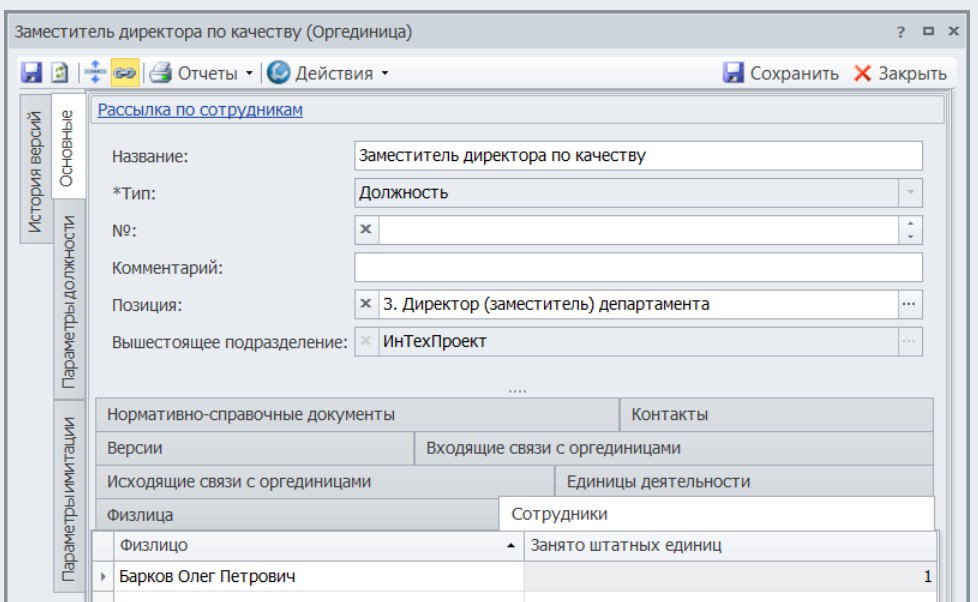 Заместитель директора по качеству (Оргединица)
Отчеты Действия Сохранить Закрыть
История версий
Основные
Параметры должности
Параметры имитации
Рассылка по сотрудникам
Название: Заместитель директора по качеству
*Тип: Должность
№:
Комментарий:
Позиция: 3. Директор (заместитель) департамента
Вышестоящее подразделение: ИнТехПроект
Нормативно-справочные документы Контакты
Версии Входящие связи с оргединицами
Исходящие связи с оргединицами Единицы деятельности
Физлица Сотрудники
Физлицо Занято штатных единиц
Барков Олег Петрович 1